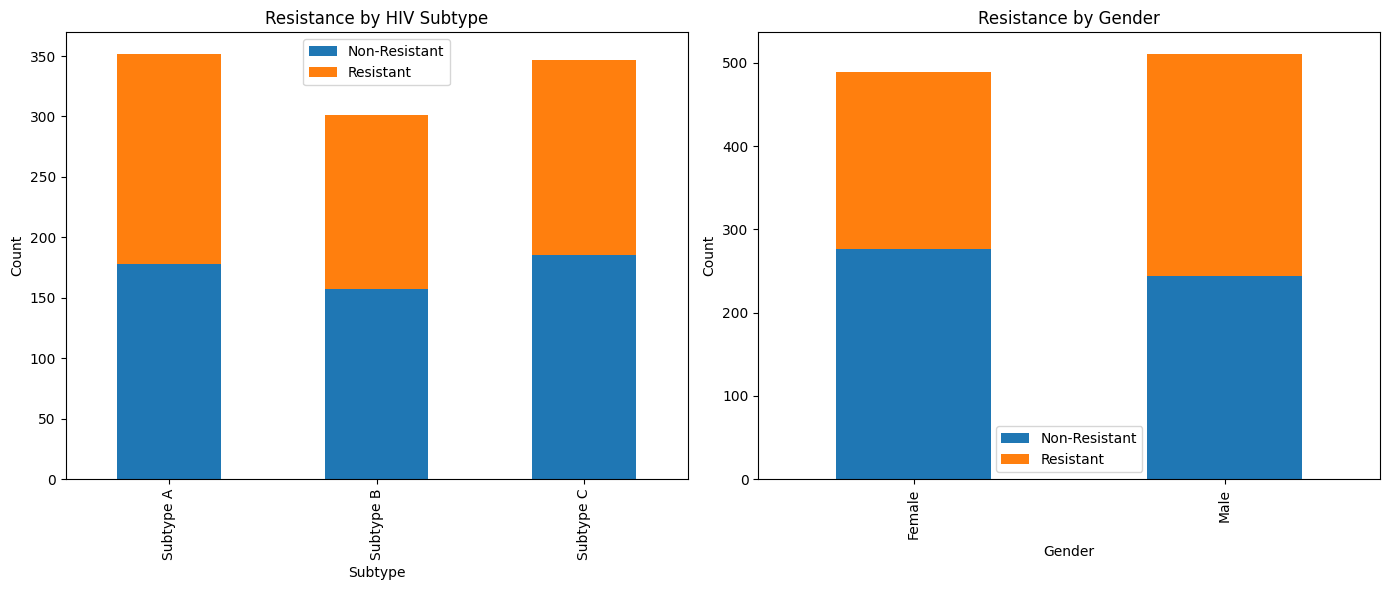 Resistance by HIV Subtype
Non-Resistant
Resistant
350
300
250
200
150
100
50
0
Count
Subtype A
Subtype B
Subtype C
Subtype
Resistance by Gender
500
400
300
200
100
0
Count
Non-Resistant
Resistant
Female
Male
Gender